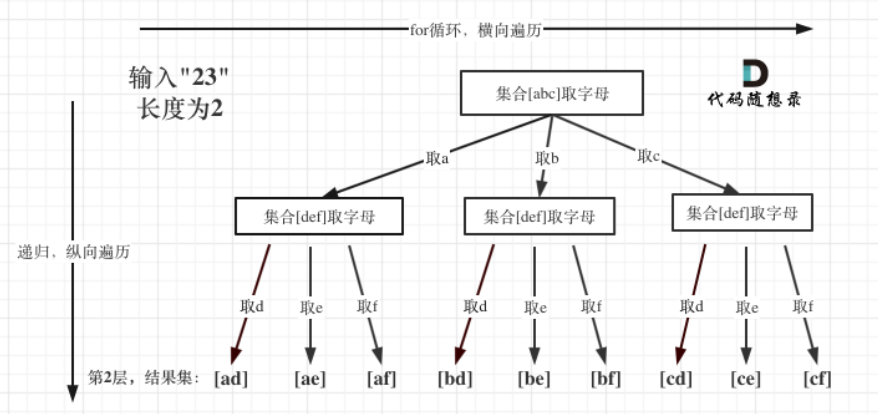 for循环，横向遍历
输入"23"
长度为2
代码随想录
集合[abc]取字母
取a
取b
取c
集合[def]取字母
集合[def]取字母
集合[def]取字母
递归，纵向遍历
取d
取e
取f
取d
取e
取f
取d
取e
取f
第2层，结果集： [ad] [ae] [af] [bd] [be] [bf] [cd] [ce] [cf]